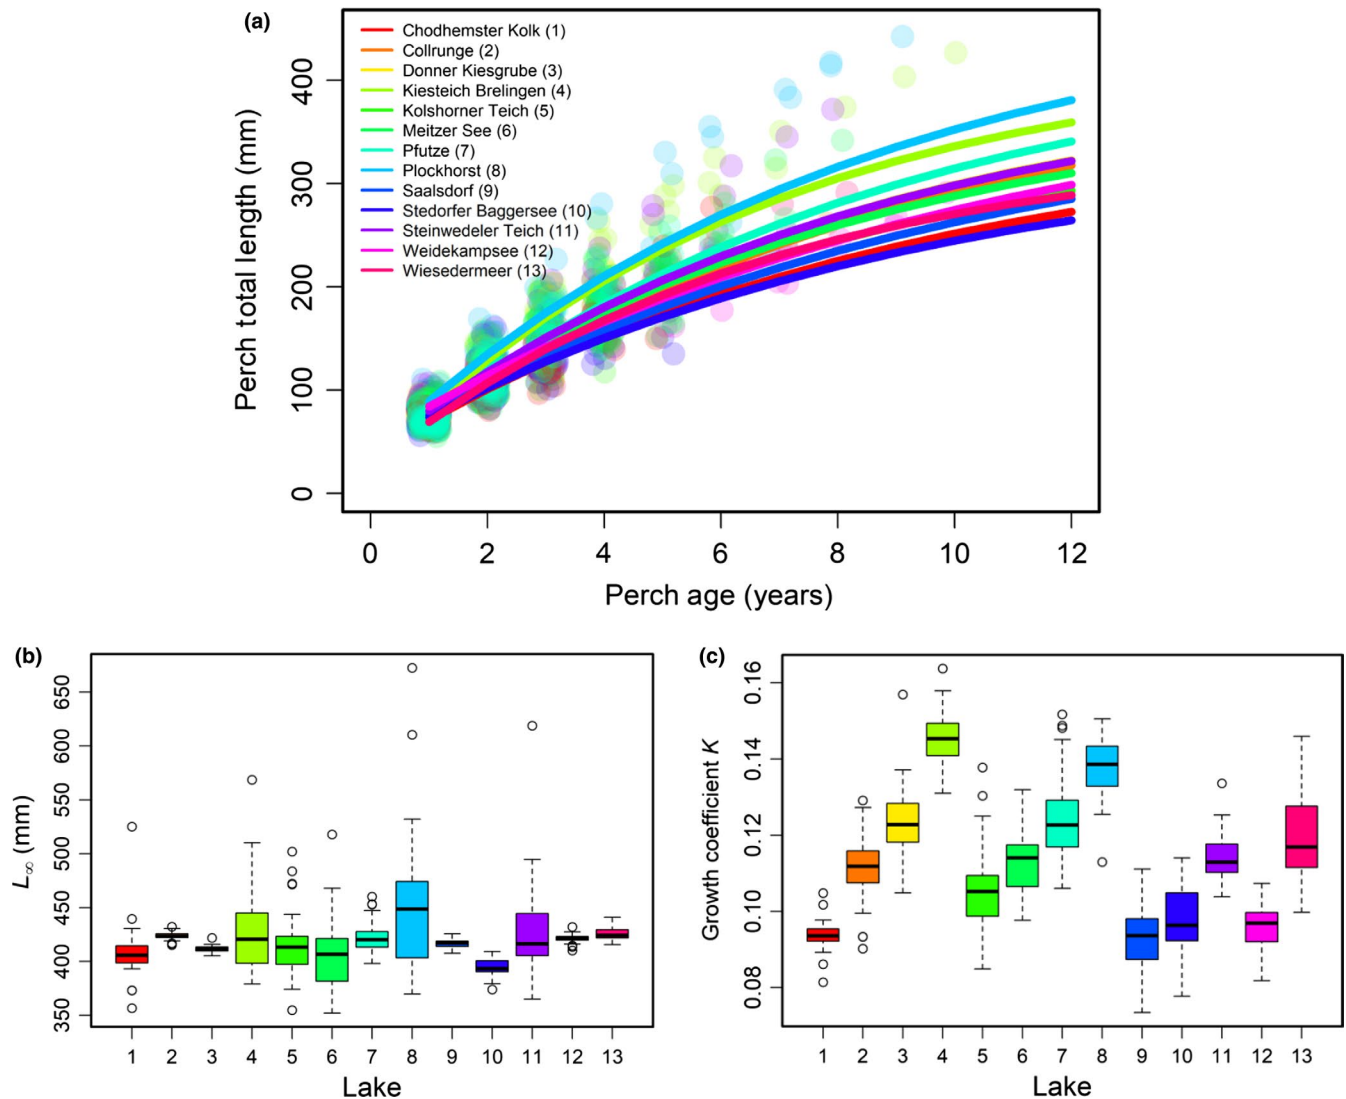 (a)
Chodhemster Kolk (1)
Collrunge (2)
Donner Kiesgrube (3)
Kiesteich Brelingen (4)
Kolshorner Teich (5)
Meitzer See (6)
Pfutze (7)
Plockhorst (8)
Saalsdorf (9)
Stedorfer Baggersee (10)
Steinwedeler Teich (11)
Weidekampsee (12)
Wiesedermeer (13)
Perch total length (mm)
400
300
200
100
0
0 2 4 6 8 10 12
Perch age (years)
(b)
L∞ (mm)
650
600
550
500
450
400
350
1 2 3 4 5 6 7 8 9 10 11 12 13
Lake
(c)
Growth coefficient K
0.16
0.14
0.12
0.10
0.08
1 2 3 4 5 6 7 8 9 10 11 12 13
Lake